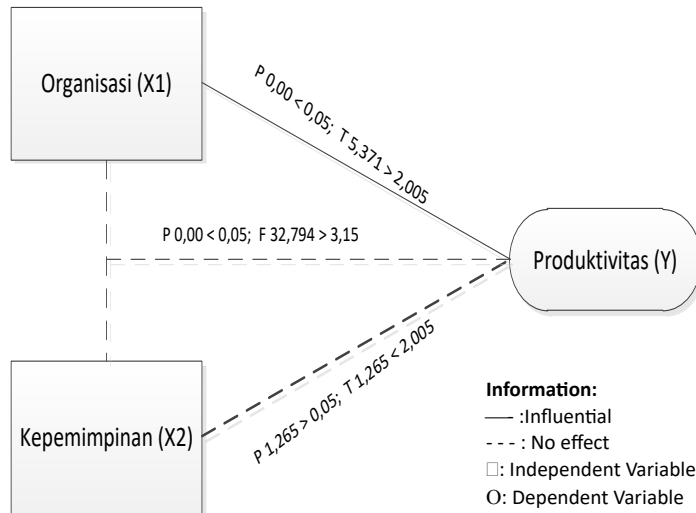 Organisasi (X1)
P 0,00 < 0,05; T 5,371 > 2,005
P 0,00 < 0,05; F 32,794 > 3,15
Produktivitas (Y)
Kepemimpinan (X2)
P 1,265 > 0,05; T 1,265 < 2,005
Information:
—— :Influential
- - - : No effect
□: Independent Variable
O: Dependent Variable